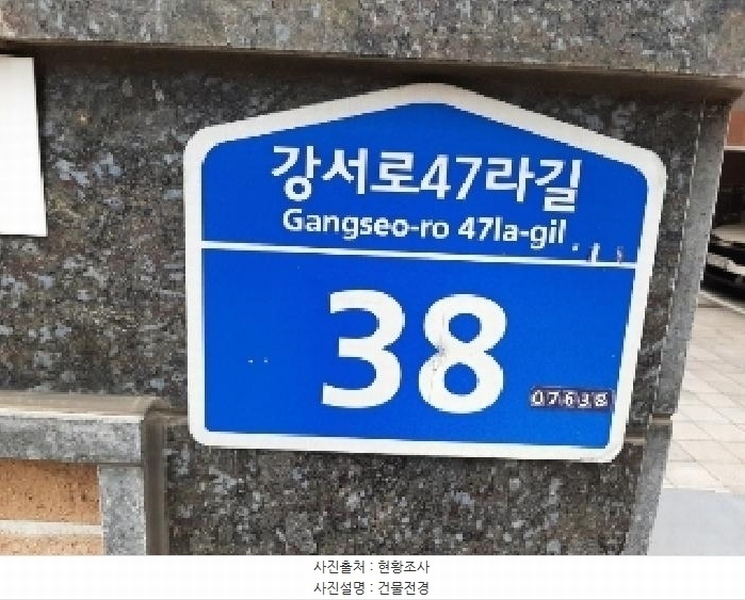 강서로47라길
Gangseo-ro 47la-gil
38
07638
사진출처 : 현황조사
사진설명 : 건물전경